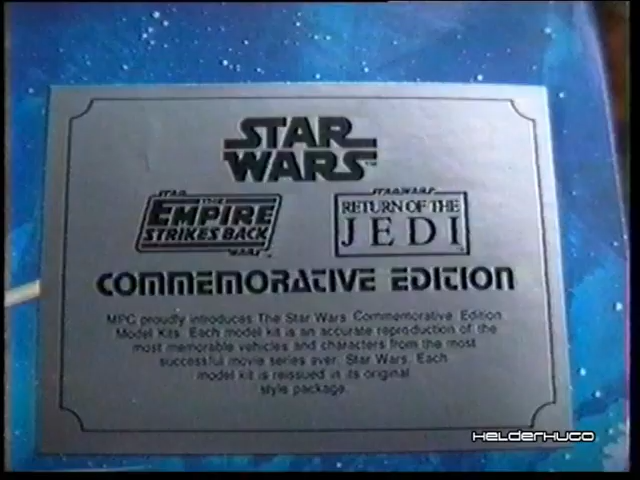 STAR
WARS™
STAR
THE
EMPIRE
STRIKES BACK
WARS
STAR WARS
RETURN OF THE
JEDI
COMMEMORATIVE EDITION
MPC proudly introduces The Star Wars Commemorative Edition
Model Kits. Each model kit is an accurate reproduction of the
most memorable vehicles and characters from the most
successful movie series ever. Star Wars. Each
model kit is reissued in its original
style package.
HELDERHUGO